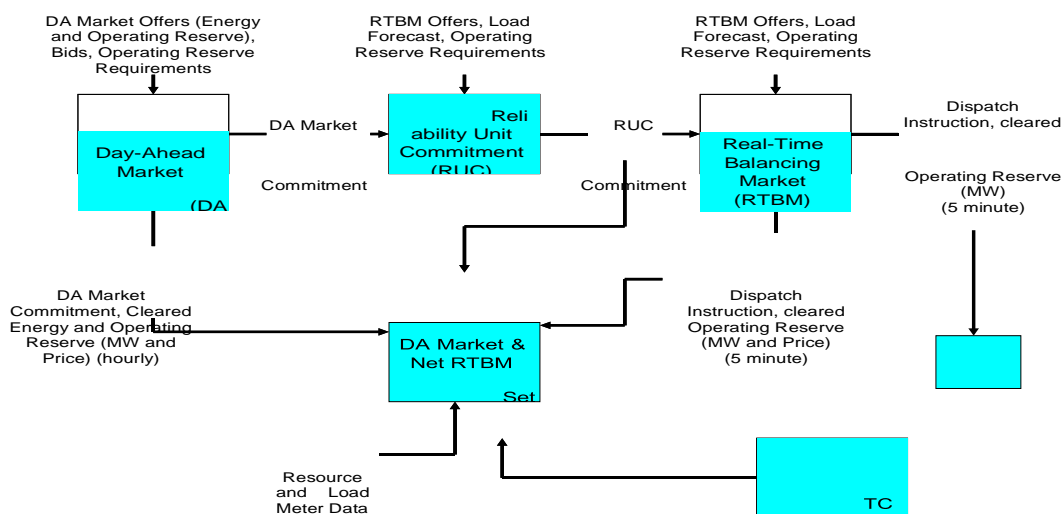 DA Market Offers (Energy
and Operating Reserve),
Bids, Operating Reserve
Requirements
RTBM Offers, Load
Forecast, Operating
Reserve Requirements
RTBM Offers, Load
Forecast, Operating
Reserve Requirements
Day-Ahead
Market
(DA
DA Market
Commitment
Reli
ability Unit
Commitment
(RUC)
RUC
Commitment
Real-Time
Balancing
Market
(RTBM)
Dispatch
Instruction, cleared
Operating Reserve
(MW)
(5 minute)
DA Market
Commitment, Cleared
Energy and Operating
Reserve (MW and
Price) (hourly)
DA Market &
Net RTBM
Set
Dispatch
Instruction, cleared
Operating Reserve
(MW and Price)
(5 minute)
Resource
and Load
Meter Data
TC